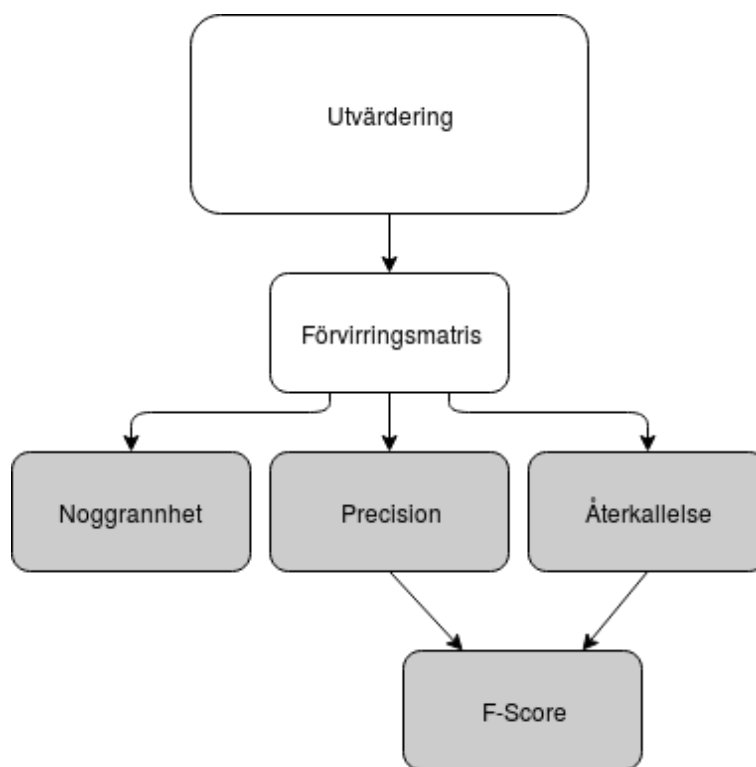 Utvärdering
Förvirringsmatris
Noggrannhet
Precision
Återkallelse
F-Score